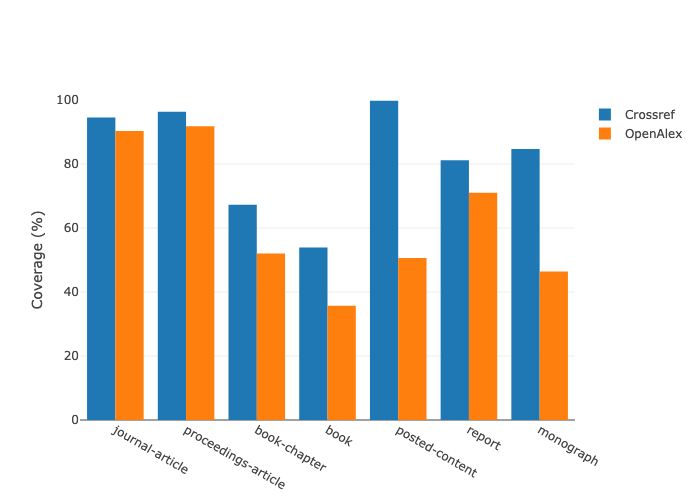 100
80
60
40
20
0
Coverage (%)
journal-article
proceedings-article
book-chapter
book
posted-content
report
monograph
Crossref
OpenAlex